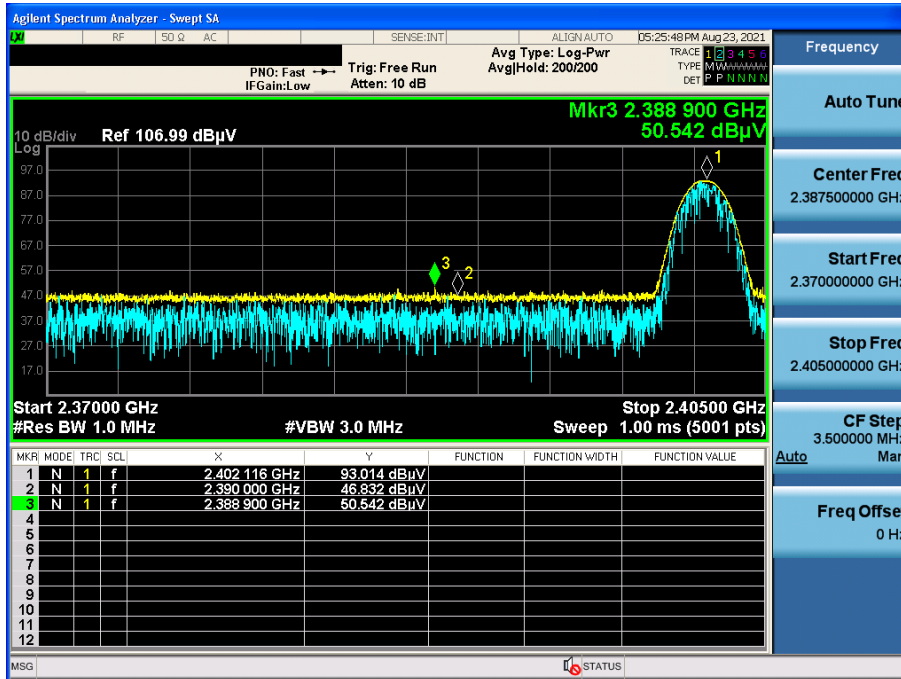 Agilent Spectrum Analyzer - Swept SA
LXI RF 50 Ω AC SENSE:INT ALIGN AUTO 05:25:48 PM Aug 23, 2021
PNO: Fast Trig: Free Run Avg Type: Log-Pwr TRACE 1 2 3 4 5 6
IFGain:Low Atten: 10 dB Avg|Hold: 200/200 TYPE M W W W W W
DET P P N N N N
Frequency
Mkr3 2.388 900 GHz
50.542 dBµV
10 dB/div Ref 106.99 dBµV
Log
97.0
87.0
77.0
67.0
57.0
47.0
37.0
27.0
17.0
1
3
2
Start 2.37000 GHz Stop 2.40500 GHz
#Res BW 1.0 MHz #VBW 3.0 MHz Sweep 1.00 ms (5001 pts)
MKR MODE TRC SCL X Y FUNCTION FUNCTION WIDTH FUNCTION VALUE
1 N 1 f 2.402 116 GHz 93.014 dBµV
2 N 1 f 2.390 000 GHz 46.832 dBµV
3 N 1 f 2.388 900 GHz 50.542 dBµV
4
5
6
7
8
9
10
11
12
Auto Tune
Center Freq
2.387500000 GHz
Start Freq
2.370000000 GHz
Stop Freq
2.405000000 GHz
CF Step
3.500000 MHz
Auto Man
Freq Offset
0 Hz
MSG STATUS